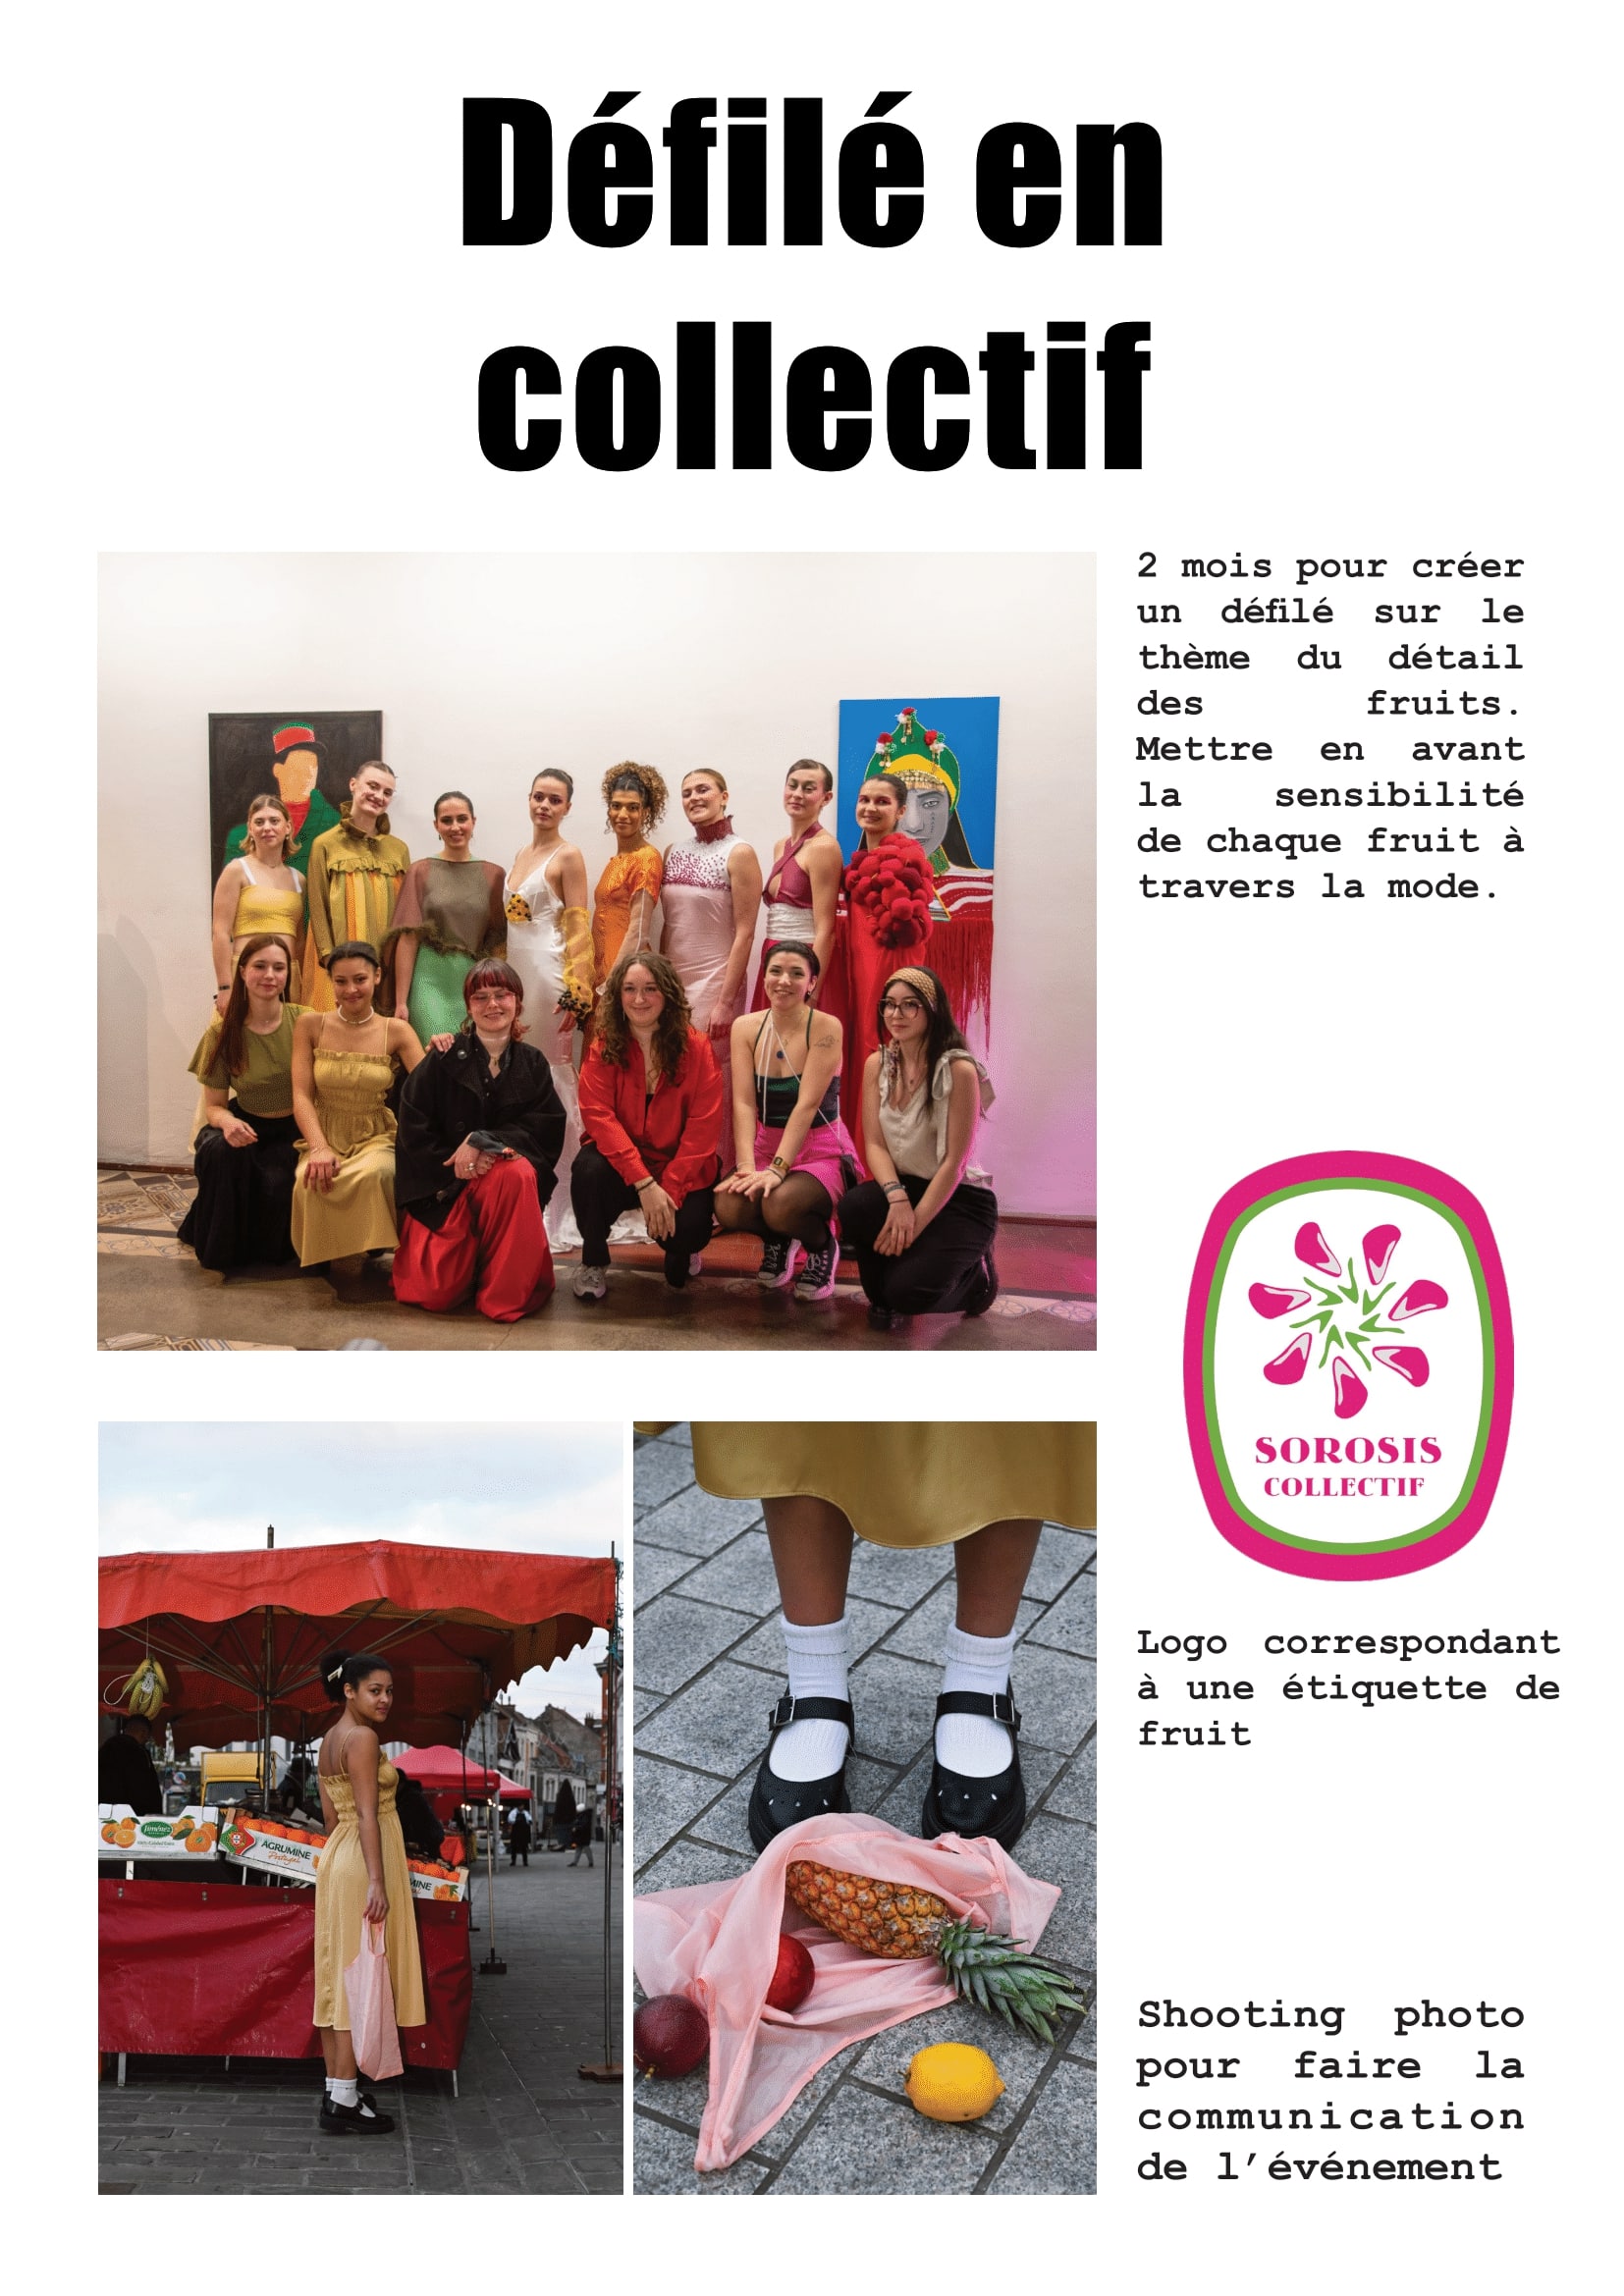 Défilé en
collectif
2 mois pour créer
un défilé sur le
thème du détail
des fruits.
Mettre en avant
la sensibilité
de chaque fruit à
travers la mode.
SOROSIS
COLLECTIF
Logo correspondant
à une étiquette de
fruit
AGRUMINE
Portugal
Shooting photo
pour faire la
communication
de l’événement